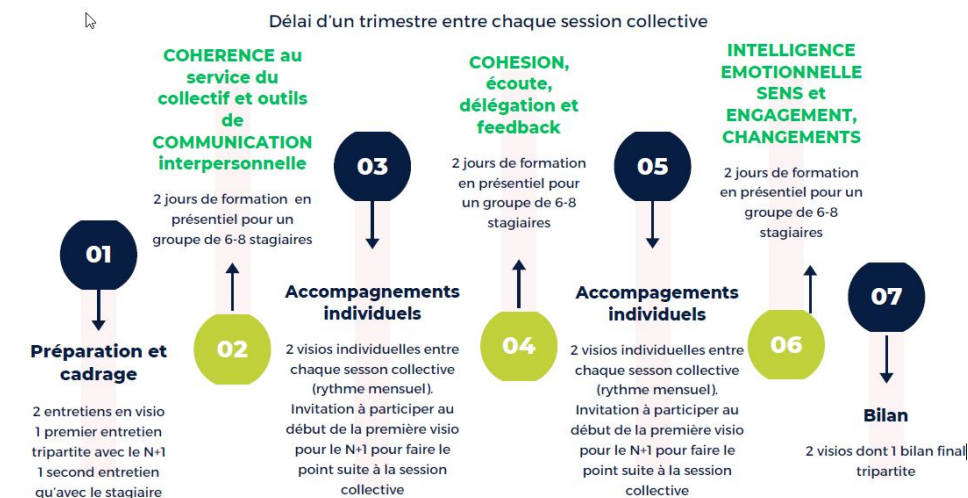 Délai d'un trimestre entre chaque session collective
01
Préparation et
cadrage
2 entretiens en visio
1 premier entretien
tripartite avec le N+1
1 second entretien
qu'avec le stagiaire
COHERENCE au
service du
collectif et outils
de
COMMUNICATION
interpersonnelle
2 jours de formation en
présentiel pour un
groupe de 6-8 stagiaires
02
03
Accompagnements
individuels
2 visios individuelles entre
chaque sesson collective
(rythme mensuel).
Invitation à participer au
début de la première visio
pour le N+1 pour faire le
point suite à la session
collective
COHESION,
écoute,
délégation et
feedback
2 jours de formation
en présentiel pour
un groupe de 6-8
stagiaires
04
05
Accompagements
individuels
2 visios individuelles entre
chaque sesson collective
(rythme mensuel).
Invitation à participer au
début de la première visio
pour le N+1 pour faire le
point suite à la session
collective
INTELLIGENCE
EMOTIONNELLE
SENS et
ENGAGEMENT,
CHANGEMENTS
2 jours de formation
en présentiel pour un
groupe de 6-8
stagiaires
06
07
Bilan
2 visios dont 1 bilan final
tripartite